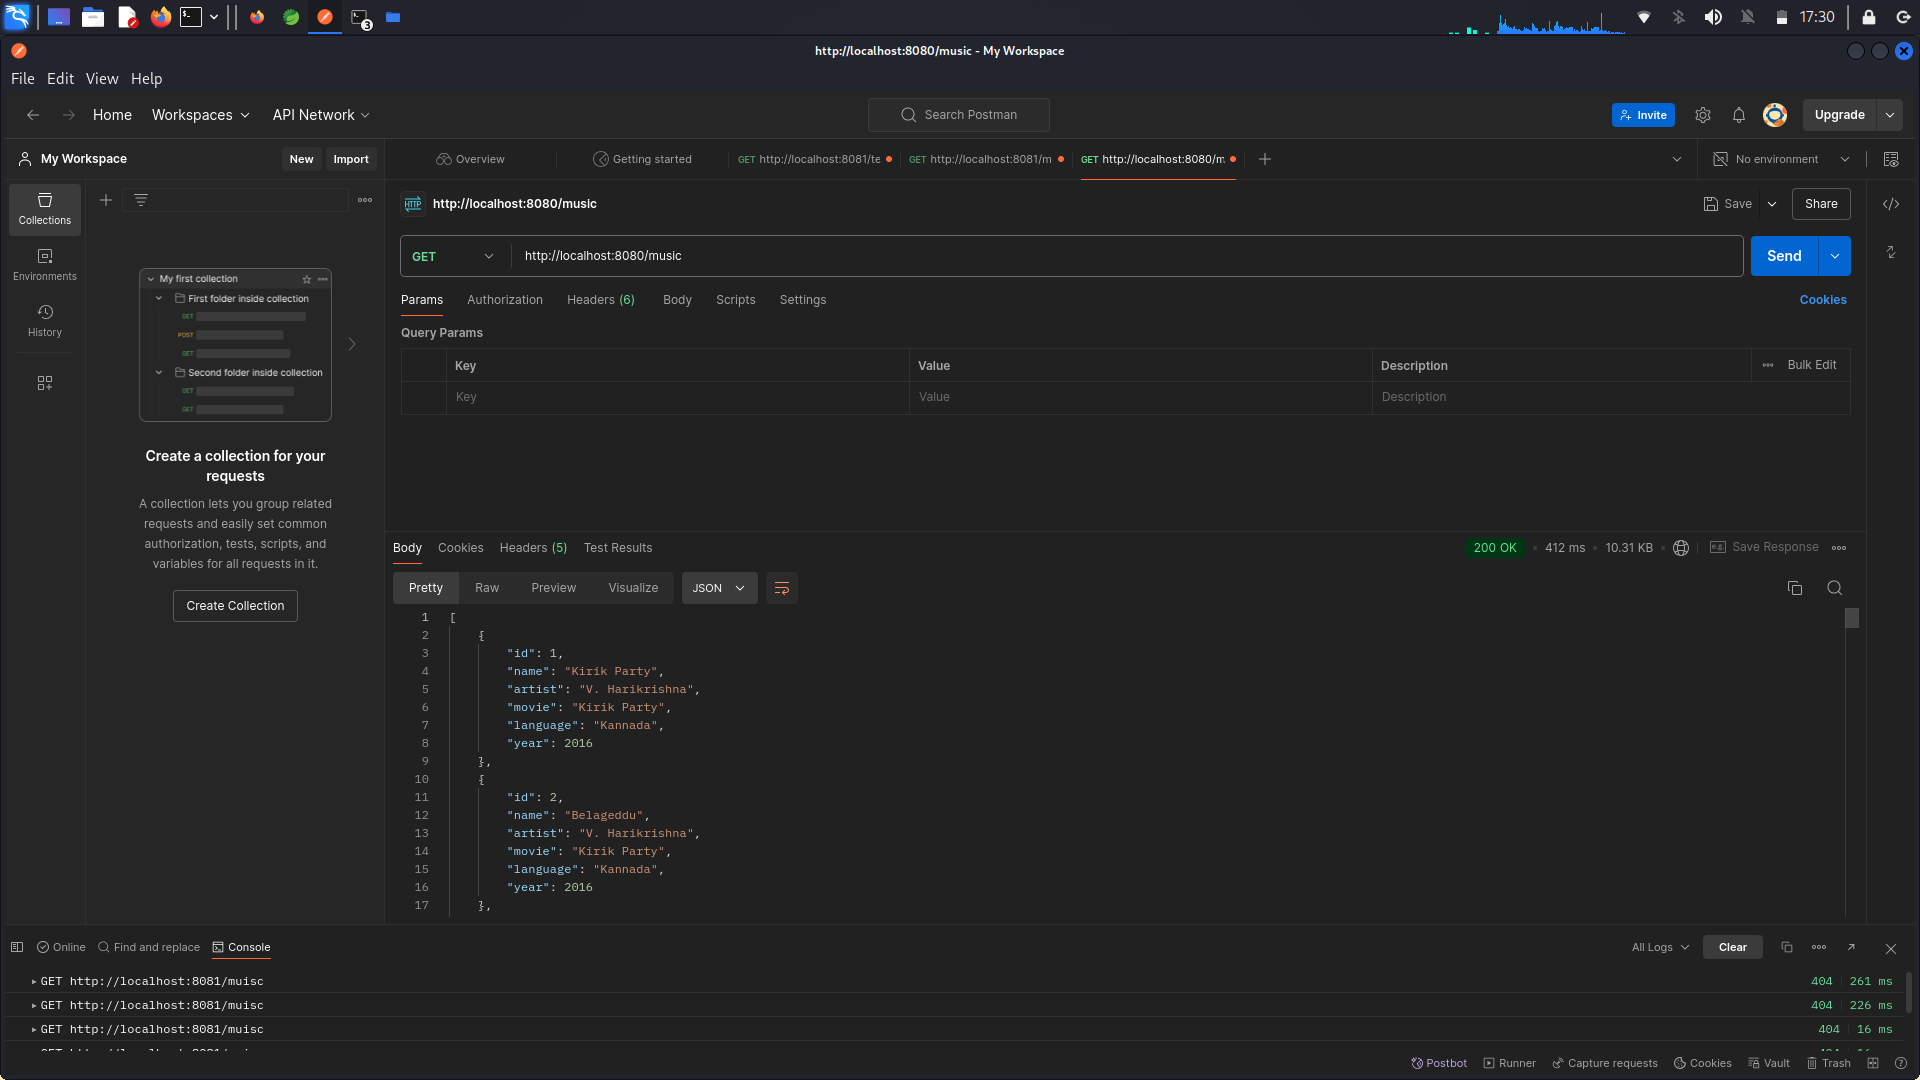 3
17:30
http://localhost:8080/music - My Workspace
File Edit View Help
Home Workspaces API Network
Search Postman
Invite
Upgrade
My Workspace
New Import
Overview
Getting started
GET http://localhost:8081/te
GET http://localhost:8081/m
GET http://localhost:8080/m
No environment
Collections
Environments
History
My first collection
First folder inside collection
GET
POST
GET
Second folder inside collection
GET
GET
Create a collection for your
requests
A collection lets you group related
requests and easily set common
authorization, tests, scripts, and
variables for all requests in it.
Create Collection
HTTP http://localhost:8080/music
Save Share
GET http://localhost:8080/music
Send
Params Authorization Headers (6) Body Scripts Settings
Cookies
Query Params
Key Value Description Bulk Edit
Key Value Description
Body Cookies Headers (5) Test Results
200 OK • 412 ms • 10.31 KB •
Save Response
Pretty Raw Preview Visualize JSON
1 [
2 {
3 "id": 1,
4 "name": "Kirik Party",
5 "artist": "V. Harikrishna",
6 "movie": "Kirik Party",
7 "language": "Kannada",
8 "year": 2016
9 },
10 {
11 "id": 2,
12 "name": "Belageddu",
13 "artist": "V. Harikrishna",
14 "movie": "Kirik Party",
15 "language": "Kannada",
16 "year": 2016
17 },
Online Find and replace Console
All Logs Clear
GET http://localhost:8081/muisc 404 261 ms
GET http://localhost:8081/muisc 404 226 ms
GET http://localhost:8081/muisc 404 16 ms
Postbot Runner Capture requests Cookies Vault Trash